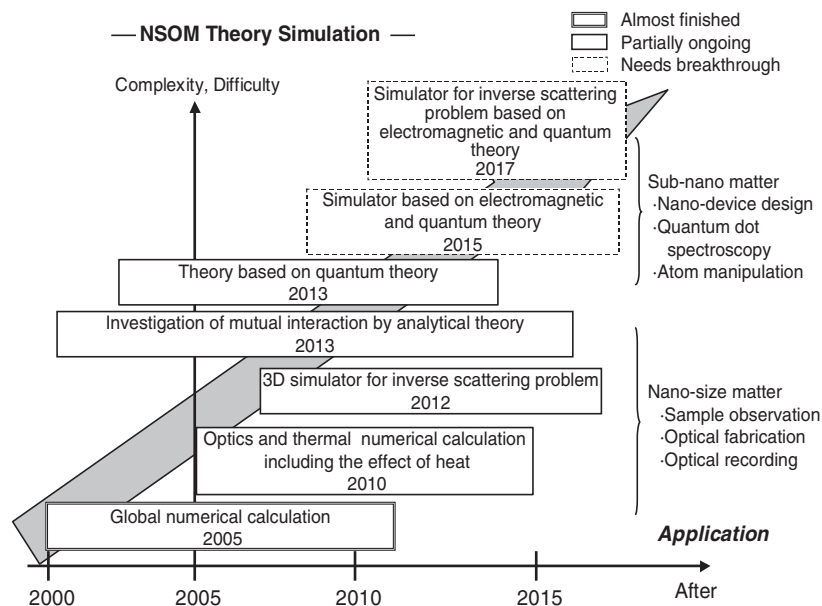 NSOM Theory Simulation
Almost finished
Partially ongoing
Needs breakthrough
Complexity, Difficulty
Simulator for inverse scattering
problem based on
electromagnetic and quantum
theory
2017
Simulator based on electromagnetic
and quantum theory
2015
Theory based on quantum theory
2013
Investigation of mutual interaction by analytical theory
2013
3D simulator for inverse scattering problem
2012
Optics and thermal numerical calculation
including the effect of heat
2010
Global numerical calculation
2005
Sub-nano matter
·Nano-device design
·Quantum dot
spectroscopy
·Atom manipulation
Nano-size matter
·Sample observation
·Optical fabrication
·Optical recording
Application
2000 2005 2010 2015 After